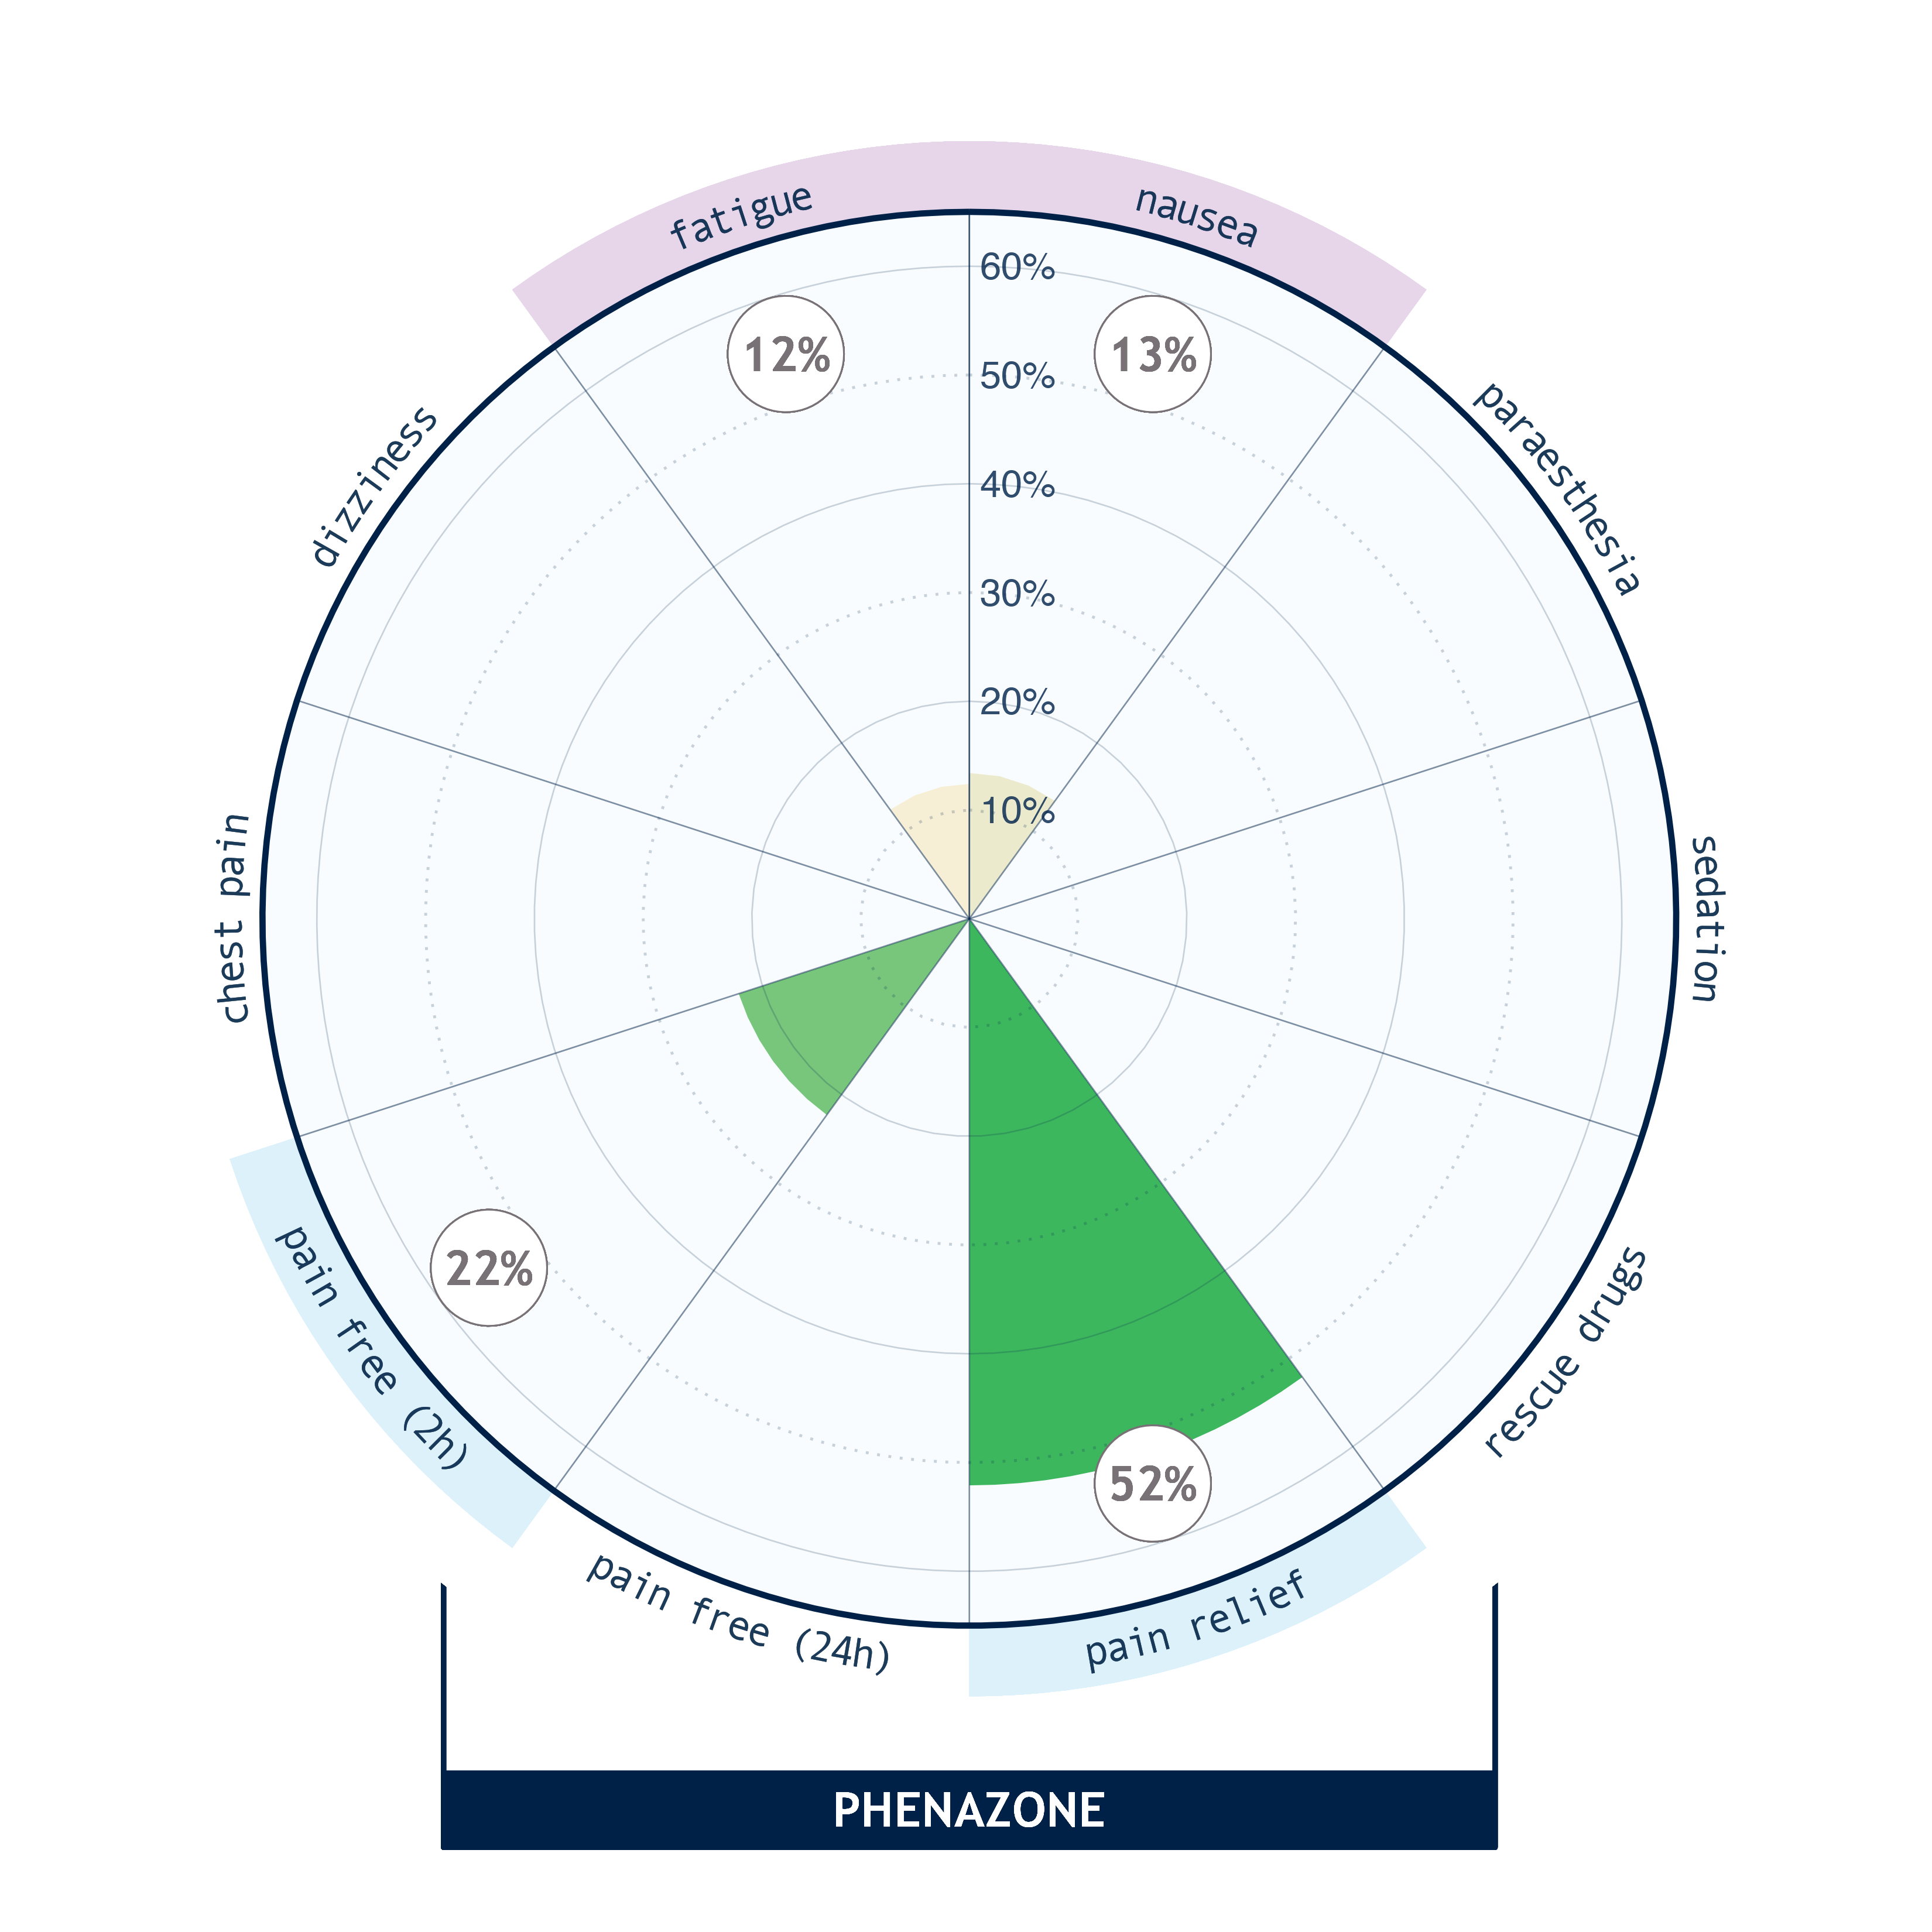 fatigue
nausea
60%
12%
13%
50%
dizziness
paraesthesia
40%
30%
20%
10%
chest pain
sedation
22%
pain free (2h)
rescue drugs
52%
pain free (24h)
pain relief
PHENAZONE